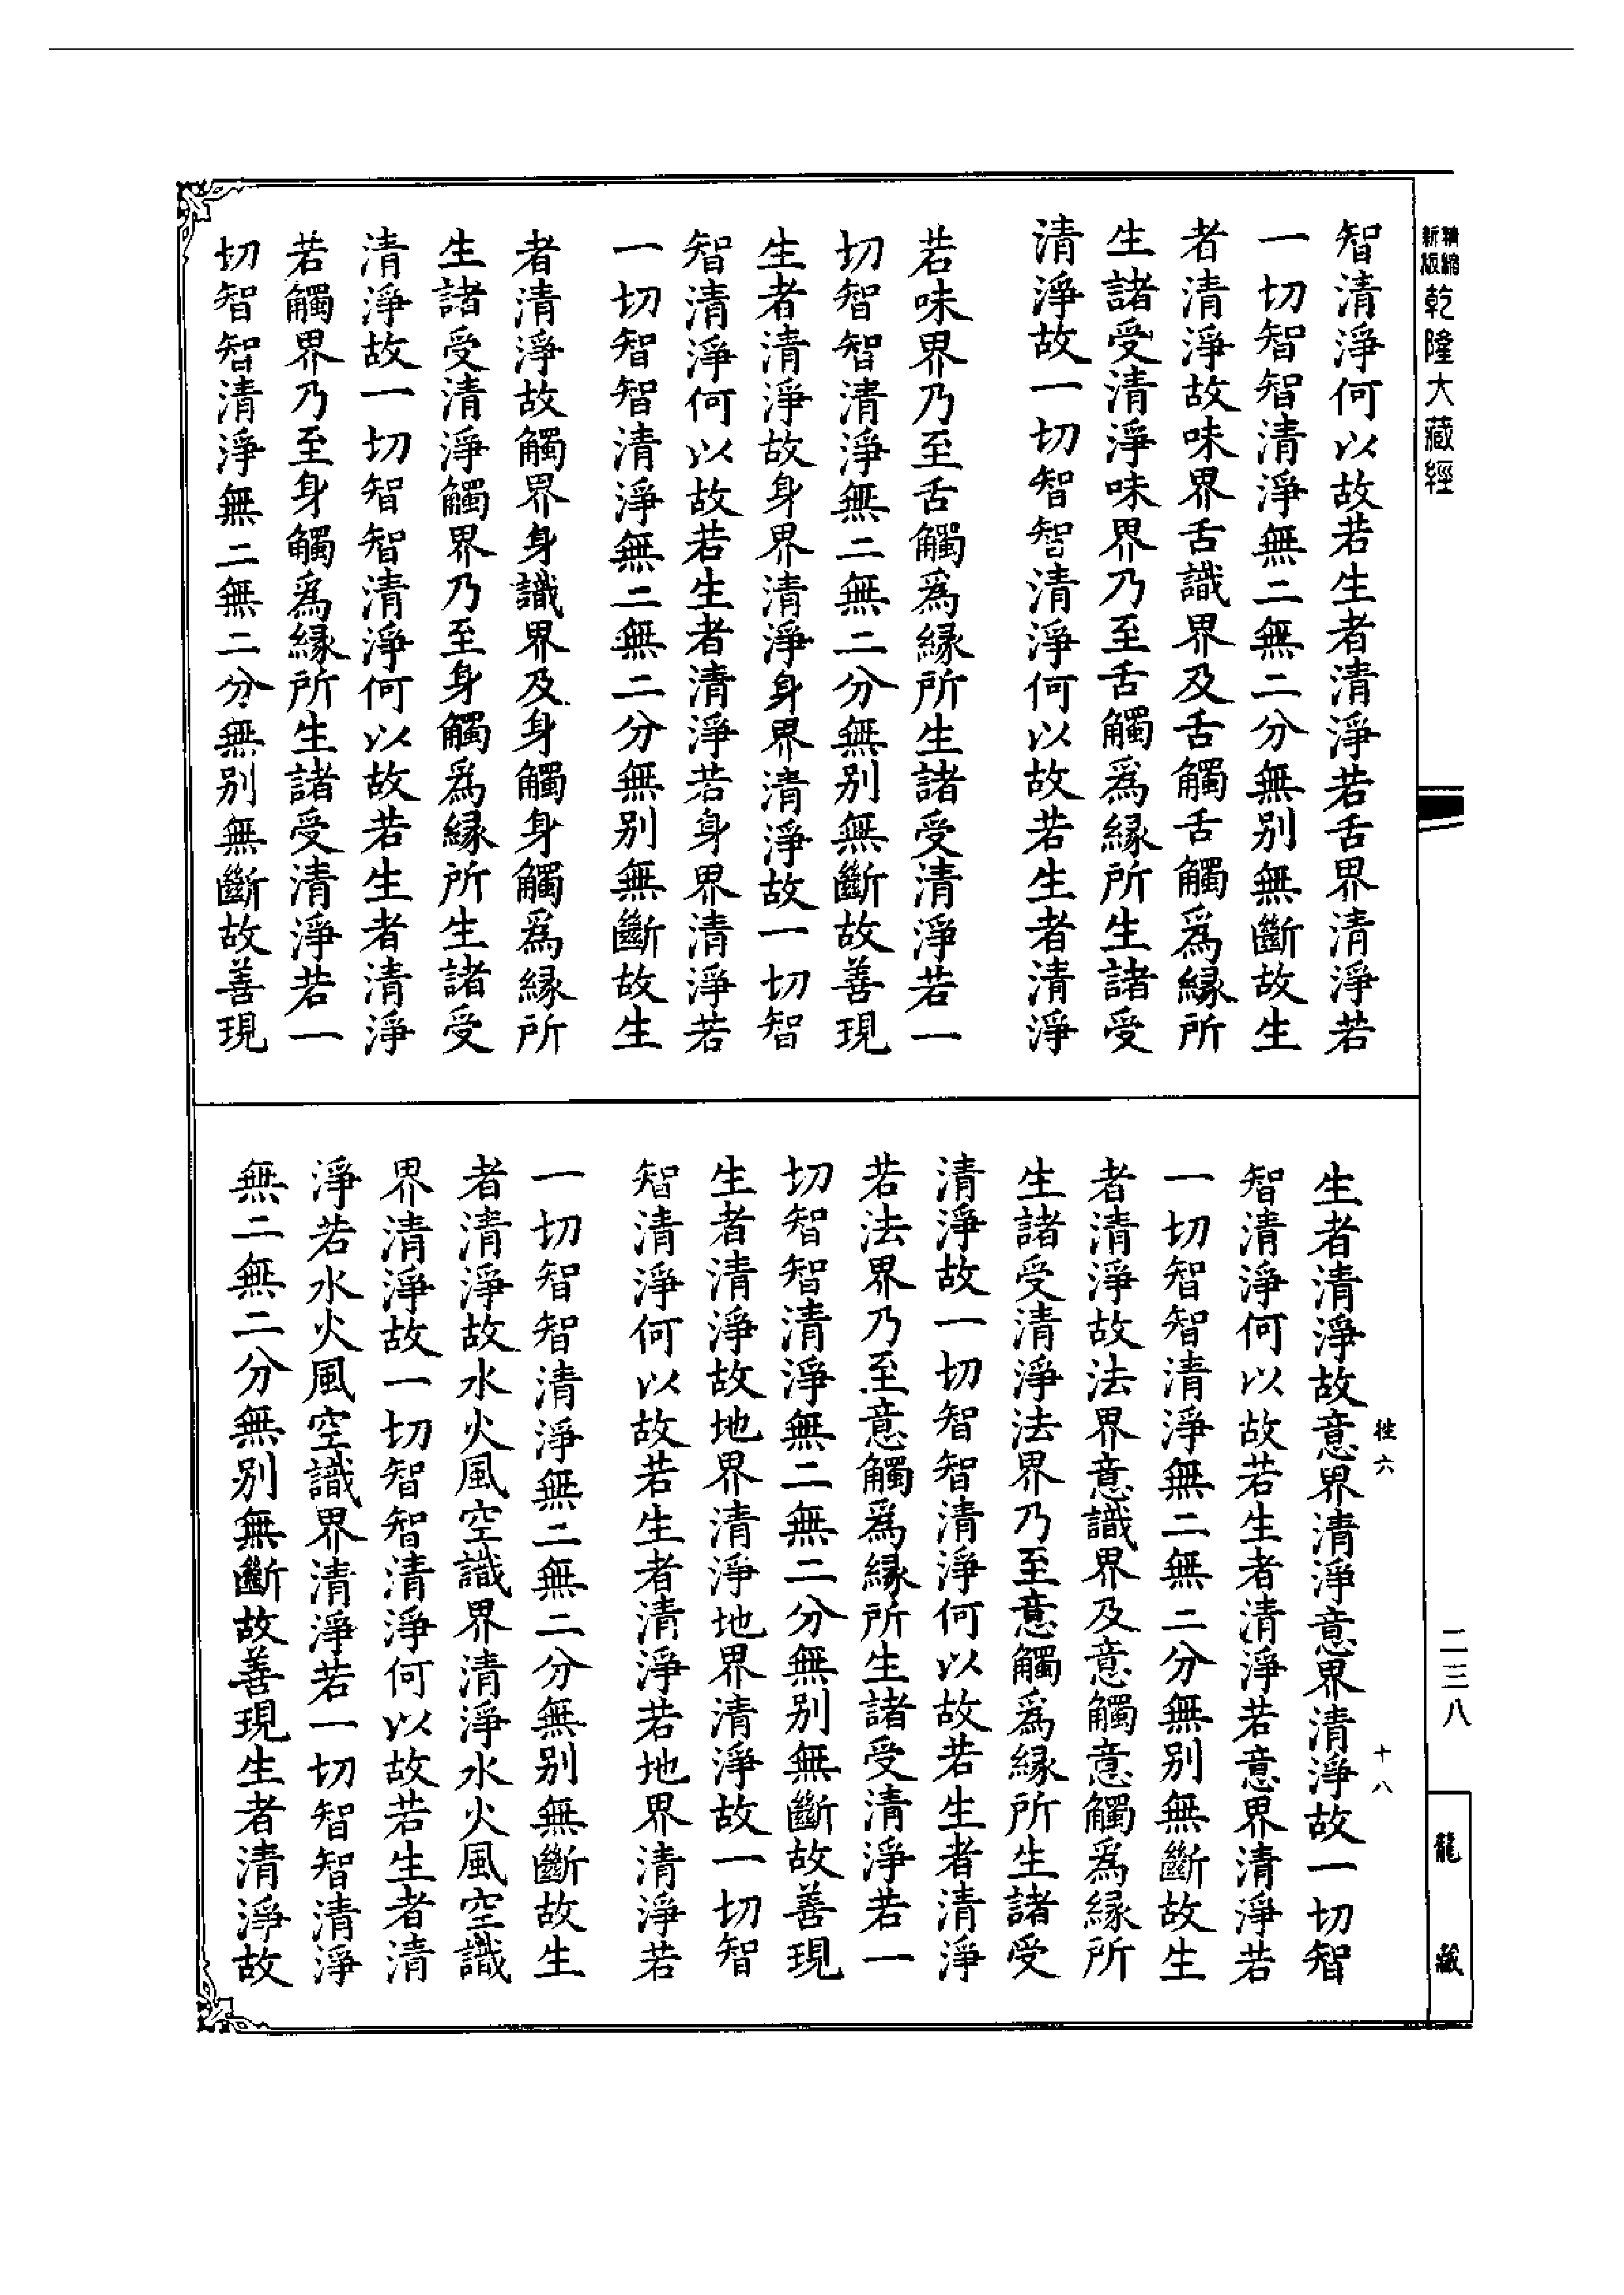 精縮新版乾隆大藏經
智清淨何以故若生者清淨若舌界清淨若
一切智智清淨無二無二分無別無斷故生
者清淨故味界舌識界及舌觸舌觸爲緣所
生諸受清淨味界乃至舌觸爲緣所生諸受
清淨故一切智智清淨何以故若生者清淨
若味界乃至舌觸爲緣所生諸受清淨若一
切智智清淨無二無二分無別無斷故善現
生者清淨故身界清淨身界清淨故一切智
智清淨何以故若生者清淨若身界清淨若
一切智智清淨無二無二分無別無斷故生
者清淨故觸界身識界及身觸身觸爲緣所
生諸受清淨觸界乃至身觸爲緣所生諸受
清淨故一切智智清淨何以故若生者清淨
若觸界乃至身觸爲緣所生諸受清淨若一
切智智清淨無二無二分無別無斷故善現
二三八
龍藏
性六
十八
生者清淨故意界清淨意界清淨故一切智
智清淨何以故若生者清淨若意界清淨若
一切智智清淨無二無二分無別無斷故生
者清淨故法界意識界及意觸意觸爲緣所
生諸受清淨法界乃至意觸爲緣所生諸受
清淨故一切智智清淨何以故若生者清淨
若法界乃至意觸爲緣所生諸受清淨若一
切智智清淨無二無二分無別無斷故善現
生者清淨故地界清淨地界清淨故一切智
智清淨何以故若生者清淨若地界清淨若
一切智智清淨無二無二分無別無斷故生
者清淨故水火風空識界清淨水火風空識
界清淨故一切智智清淨何以故若生者清
淨若水火風空識界清淨若一切智智清淨
無二無二分無別無斷故善現生者清淨故